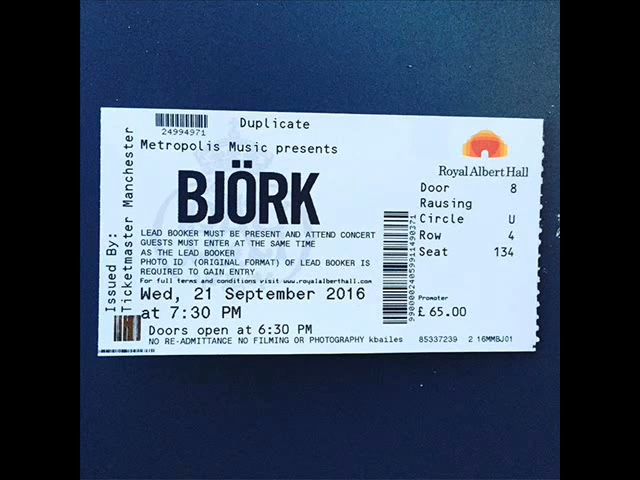 24994971
Duplicate
Metropolis Music presents
BJÖRK
LEAD BOOKER MUST BE PRESENT AND ATTEND CONCERT
GUESTS MUST ENTER AT THE SAME TIME
AS THE LEAD BOOKER
PHOTO ID (ORIGINAL FORMAT) OF LEAD BOOKER IS
REQUIRED TO GAIN ENTRY
For full terms and conditions visit www.royalalberthall.com
Wed, 21 September 2016
at 7:30 PM
Doors open at 6:30 PM
NO RE-ADMITTANCE NO FILMING OR PHOTOGRAPHY kbailes 85337239 2 16MMBJ01
Issued By:
Ticketmaster Manchester
9900000240599911490371
Royal Albert Hall
Door 8
Rausing
Circle U
Row 4
Seat 134
Promoter
£ 65.00